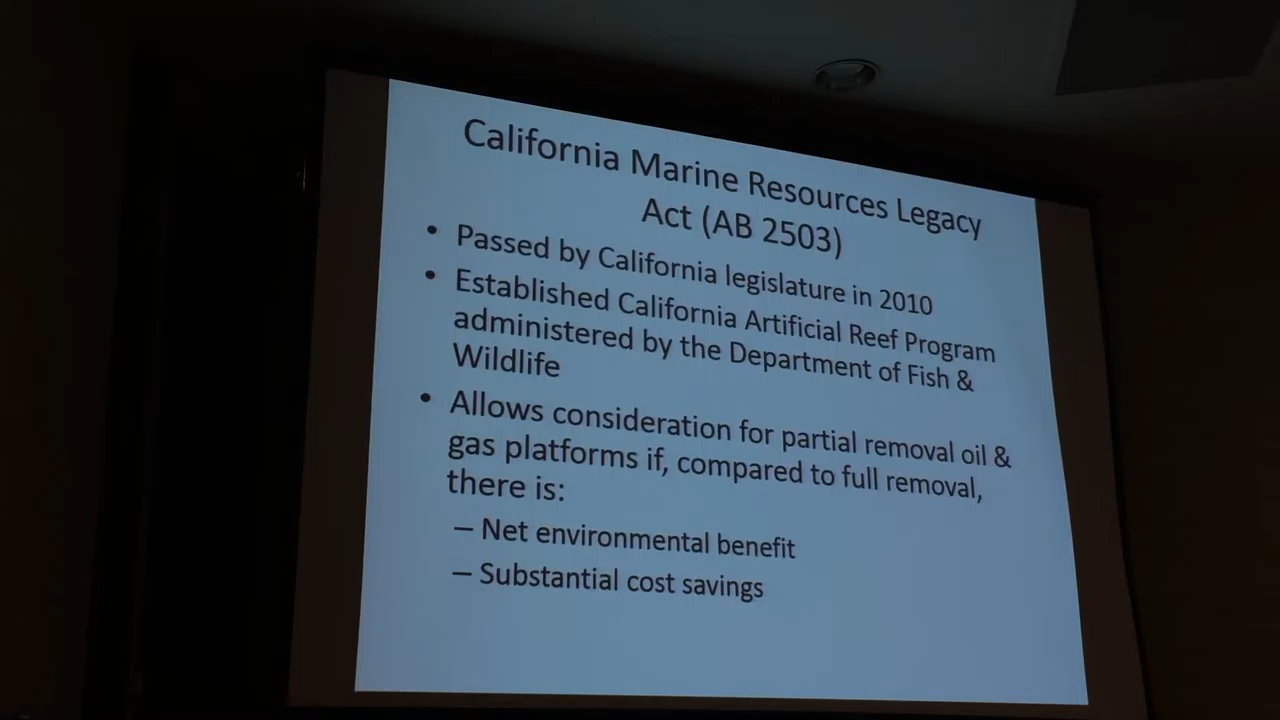 California Marine Resources Legacy
Act (AB 2503)
• Passed by California legislature in 2010
• Established California Artificial Reef Program
administered by the Department of Fish &
Wildlife
• Allows consideration for partial removal oil &
gas platforms if, compared to full removal,
there is:
– Net environmental benefit
– Substantial cost savings